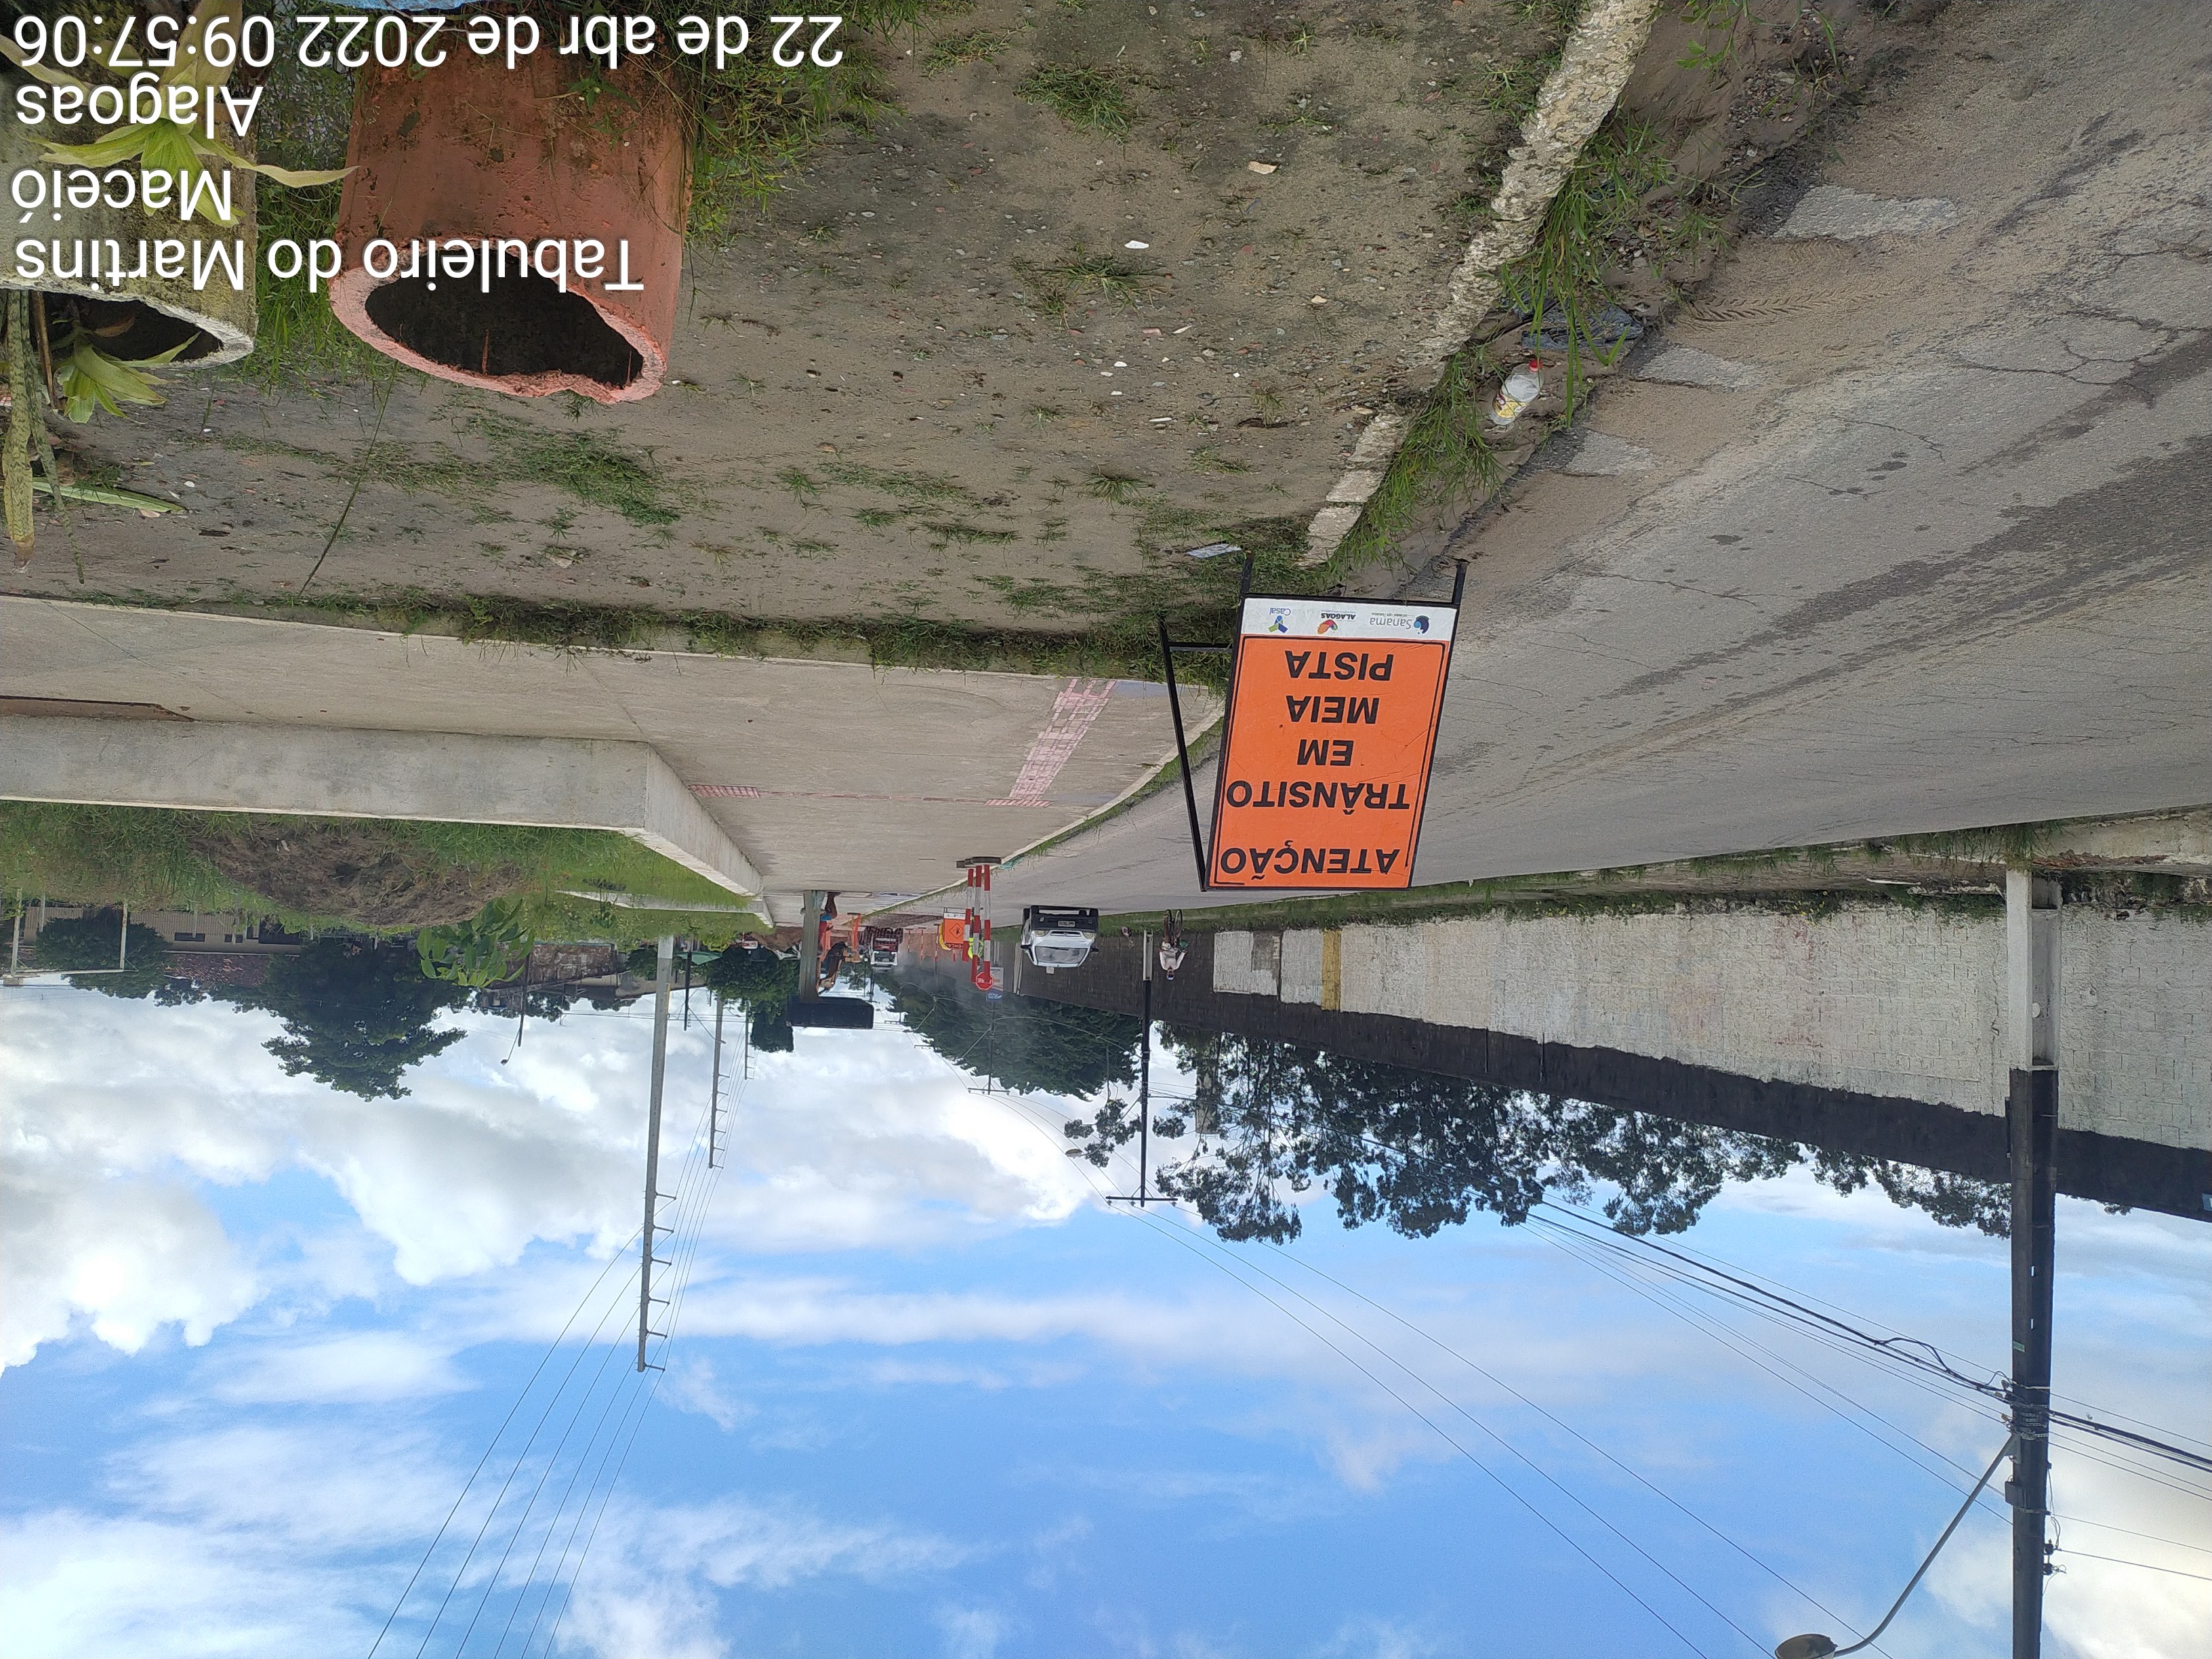 ATENÇÃO
TRÂNSITO
EM
MEIA
PISTA
Sanama
ALAGOAS
Casal
Tabuleiro do Martins
Maceió
Alagoas
22 de abr de 2022 09:57:06